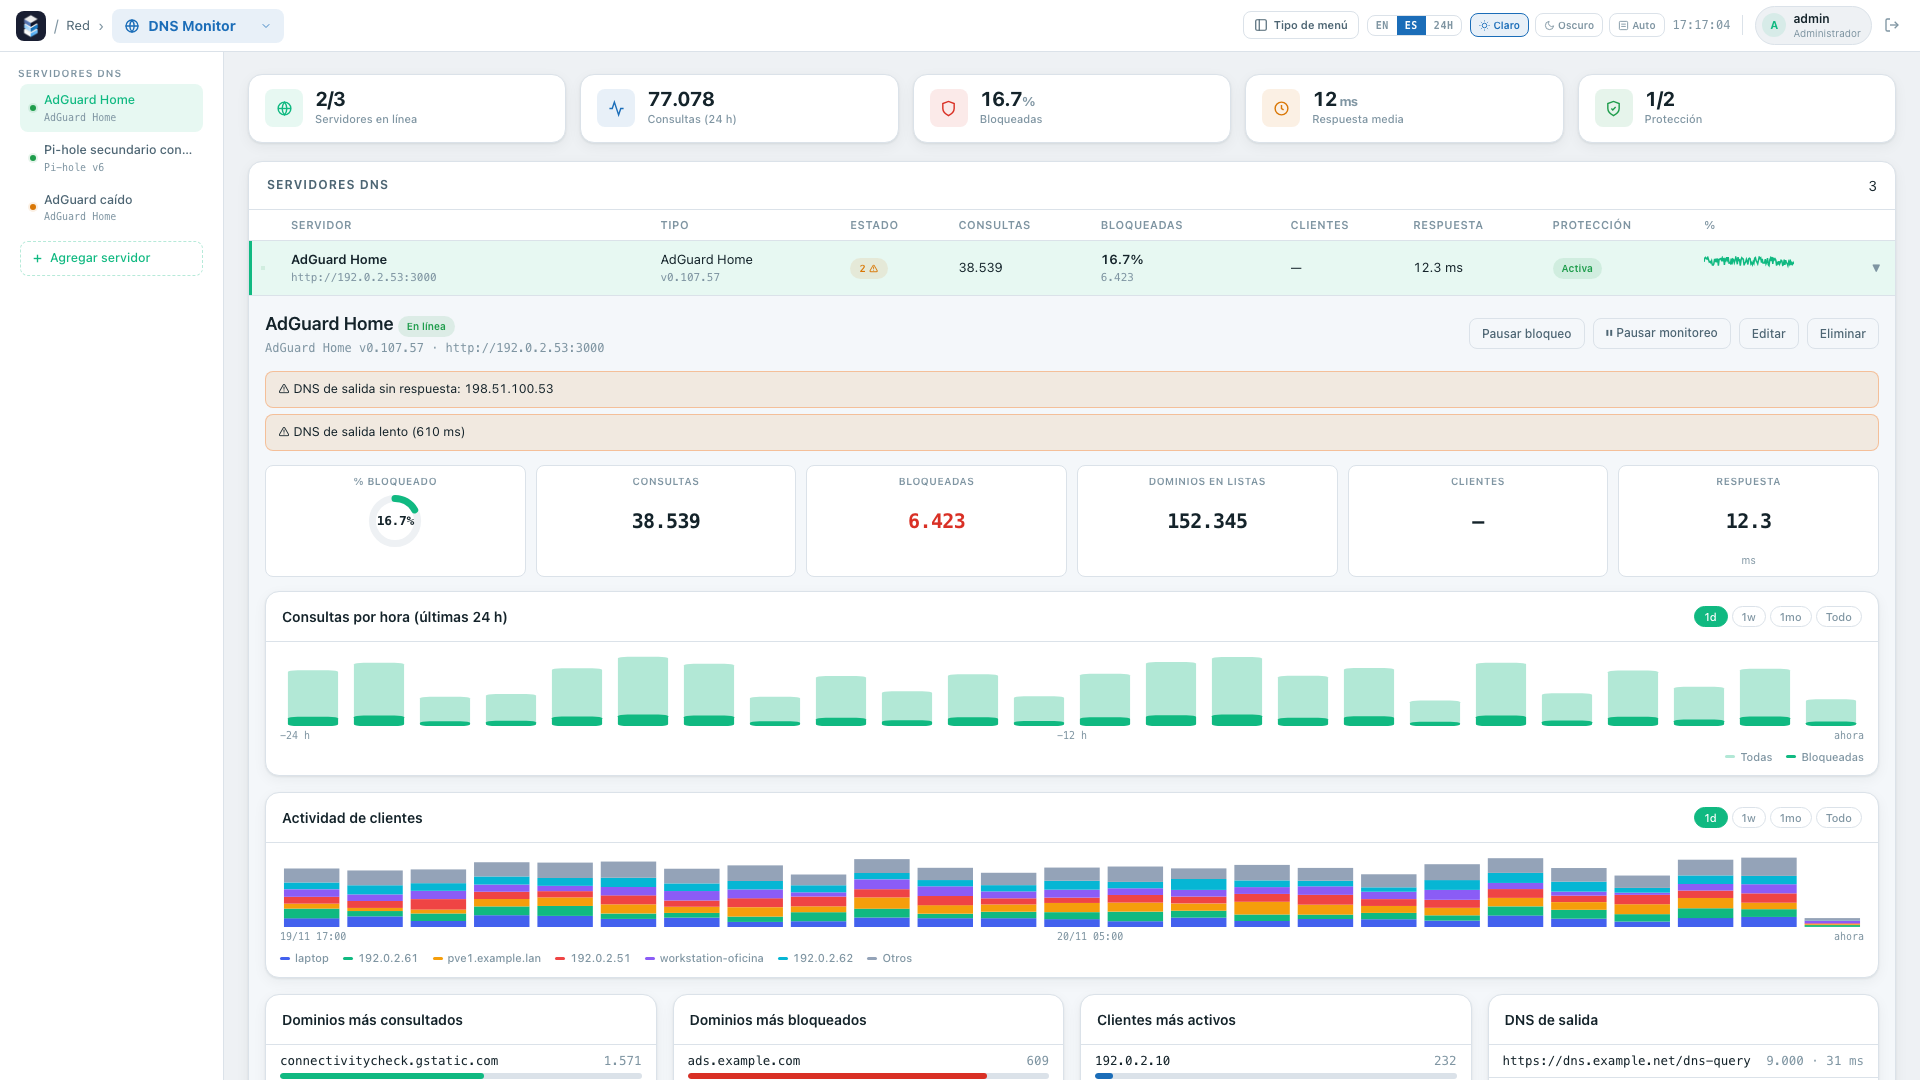 / Red › DNS Monitor
Tipo de menú
EN ES 24H
Claro
Oscuro
Auto
17:17:04
A
admin
Administrador
SERVIDORES DNS
AdGuard Home
AdGuard Home
Pi-hole secundario con...
Pi-hole v6
AdGuard caído
AdGuard Home
+ Agregar servidor
2/3
Servidores en línea
77.078
Consultas (24 h)
16.7%
Bloqueadas
12 ms
Respuesta media
1/2
Protección
SERVIDORES DNS 3
SERVIDOR TIPO ESTADO CONSULTAS BLOQUEADAS CLIENTES RESPUESTA PROTECCIÓN %
AdGuard Home AdGuard Home 2 ⚠ 38.539 16.7% — 12.3 ms Activa ▼
http://192.0.2.53:3000 v0.107.57 6.423
AdGuard Home En línea
AdGuard Home v0.107.57 · http://192.0.2.53:3000
Pausar bloqueo
Pausar monitoreo
Editar
Eliminar
⚠ DNS de salida sin respuesta: 198.51.100.53
⚠ DNS de salida lento (610 ms)
% BLOQUEADO CONSULTAS BLOQUEADAS DOMINIOS EN LISTAS CLIENTES RESPUESTA
16.7% 38.539 6.423 152.345 — 12.3
ms
Consultas por hora (últimas 24 h) 1d 1w 1mo Todo
−24 h −12 h ahora
Todas Bloqueadas
Actividad de clientes 1d 1w 1mo Todo
19/11 17:00 20/11 05:00 ahora
laptop 192.0.2.61 pve1.example.lan 192.0.2.51 workstation-oficina 192.0.2.62 Otros
Dominios más consultados
connectivitycheck.gstatic.com 1.571
Dominios más bloqueados
ads.example.com 609
Clientes más activos
192.0.2.10 232
DNS de salida
https://dns.example.net/dns-query 9.000 · 31 ms